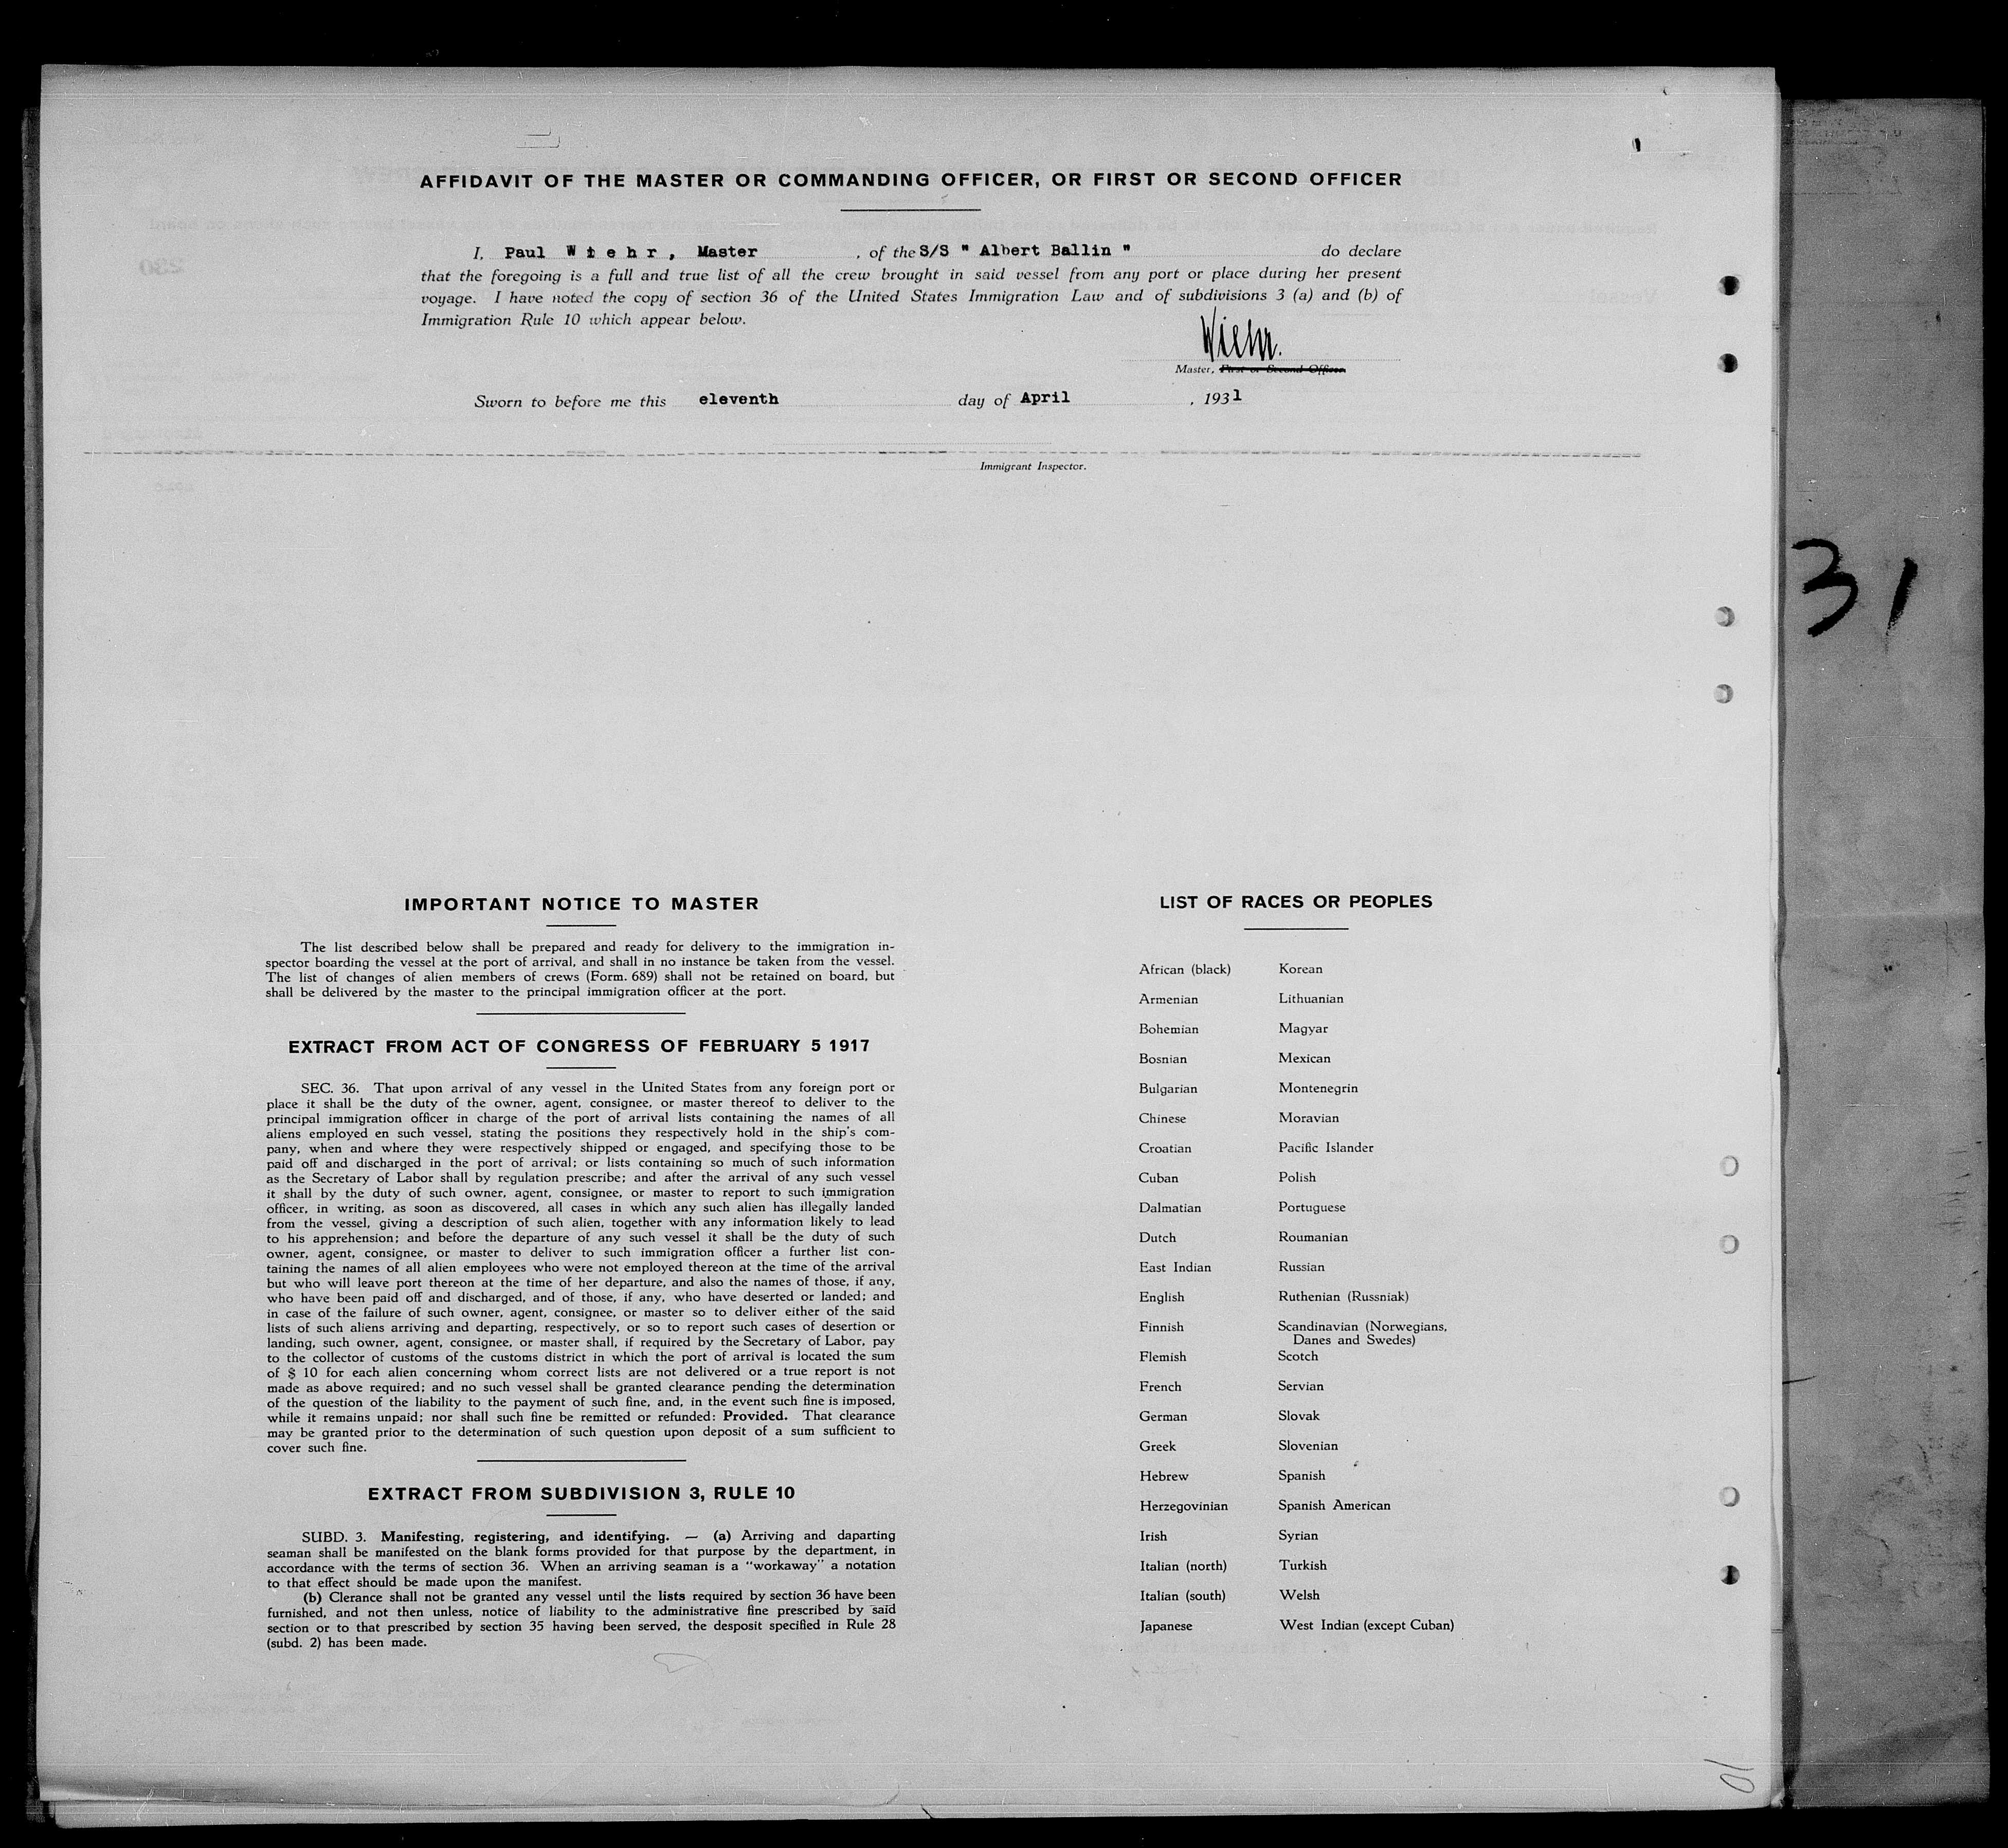 AFFIDAVIT OF THE MASTER OR COMMANDING OFFICER, OR FIRST OR SECOND OFFICER
I, Paul Wiehr, Master, of the S/S " Albert Ballin " do declare
that the foregoing is a full and true list of all the crew brought in said vessel from any port or place during her present
voyage. I have noted the copy of section 36 of the United States Immigration Law and of subdivisions 3 (a) and (b) of
Immigration Rule 10 which appear below.
Wiehr.
Master, First or Second Officer.
Sworn to before me this eleventh day of April, 1931
Immigrant Inspector.
31
IMPORTANT NOTICE TO MASTER
The list described below shall be prepared and ready for delivery to the immigration in-
spector boarding the vessel at the port of arrival, and shall in no instance be taken from the vessel.
The list of changes of alien members of crews (Form. 689) shall not be retained on board, but
shall be delivered by the master to the principal immigration officer at the port.
EXTRACT FROM ACT OF CONGRESS OF FEBRUARY 5 1917
SEC. 36. That upon arrival of any vessel in the United States from any foreign port or
place it shall be the duty of the owner, agent, consignee, or master thereof to deliver to the
principal immigration officer in charge of the port of arrival lists containing the names of all
aliens employed en such vessel, stating the positions they respectively hold in the ship's com-
pany, when and where they were respectively shipped or engaged, and specifying those to be
paid off and discharged in the port of arrival; or lists containing so much of such information
as the Secretary of Labor shall by regulation prescribe; and after the arrival of any such vessel
it shall by the duty of such owner, agent, consignee, or master to report to such immigration
officer, in writing, as soon as discovered, all cases in which any such alien has illegally landed
from the vessel, giving a description of such alien, together with any information likely to lead
to his apprehension; and before the departure of any such vessel it shall be the duty of such
owner, agent, consignee, or master to deliver to such immigration officer a further list con-
taining the names of all alien employees who were not employed thereon at the time of the arrival
but who will leave port thereon at the time of her departure, and also the names of those, if any,
who have been paid off and discharged, and of those, if any, who have deserted or landed; and
in case of the failure of such owner, agent, consignee, or master so to deliver either of the said
lists of such aliens arriving and departing, respectively, or so to report such cases of desertion or
landing, such owner, agent, consignee, or master shall, if required by the Secretary of Labor, pay
to the collector of customs of the customs district in which the port of arrival is located the sum
of $ 10 for each alien concerning whom correct lists are not delivered or a true report is not
made as above required; and no such vessel shall be granted clearance pending the determination
of the question of the liability to the payment of such fine, and, in the event such fine is imposed,
while it remains unpaid; nor shall such fine be remitted or refunded: Provided. That clearance
may be granted prior to the determination of such question upon deposit of a sum sufficient to
cover such fine.
EXTRACT FROM SUBDIVISION 3, RULE 10
SUBD. 3. Manifesting, registering, and identifying. — (a) Arriving and daparting
seaman shall be manifested on the blank forms provided for that purpose by the department, in
accordance with the terms of section 36. When an arriving seaman is a "workaway" a notation
to that effect should be made upon the manifest.
(b) Clerance shall not be granted any vessel until the lists required by section 36 have been
furnished, and not then unless, notice of liability to the administrative fine prescribed by said
section or to that prescribed by section 35 having been served, the desposit specified in Rule 28
(subd. 2) has been made.
LIST OF RACES OR PEOPLES
African (black) Korean
Armenian Lithuanian
Bohemian Magyar
Bosnian Mexican
Bulgarian Montenegrin
Chinese Moravian
Croatian Pacific Islander
Cuban Polish
Dalmatian Portuguese
Dutch Roumanian
East Indian Russian
English Ruthenian (Russniak)
Finnish Scandinavian (Norwegians,
Danes and Swedes)
Flemish Scotch
French Servian
German Slovak
Greek Slovenian
Hebrew Spanish
Herzegovinian Spanish American
Irish Syrian
Italian (north) Turkish
Italian (south) Welsh
Japanese West Indian (except Cuban)
10